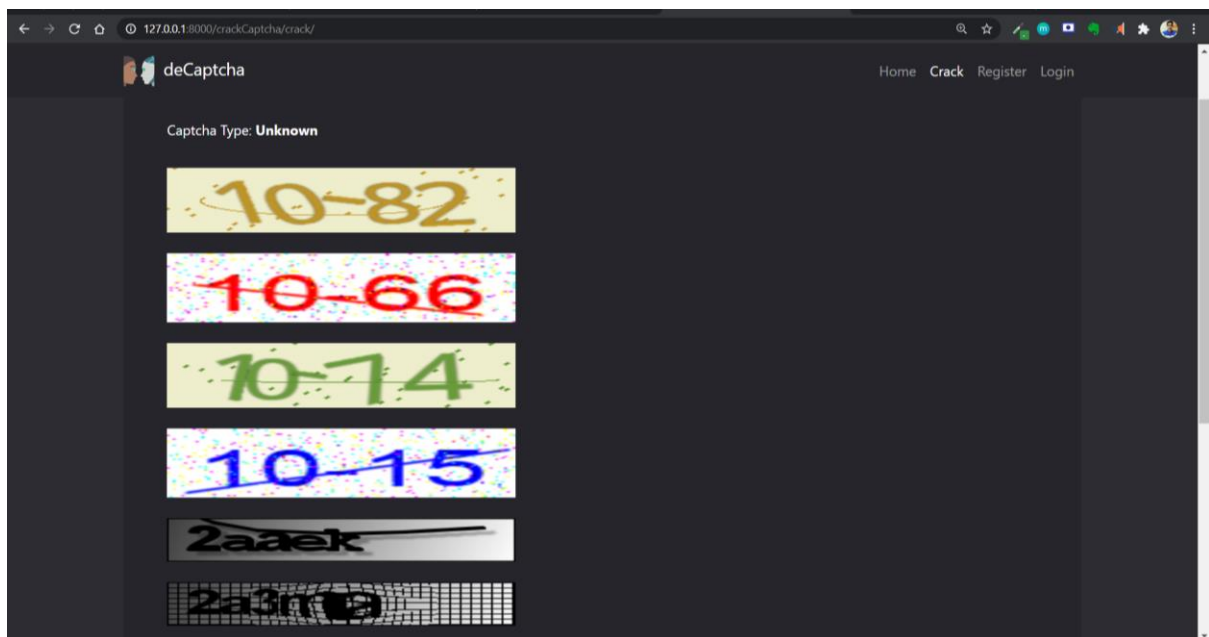 127.0.0.1:8000/crackCaptcha/crack/
deCaptcha
Home Crack Register Login
Captcha Type: Unknown
10-82
10-66
10-74
10-15
2aaek